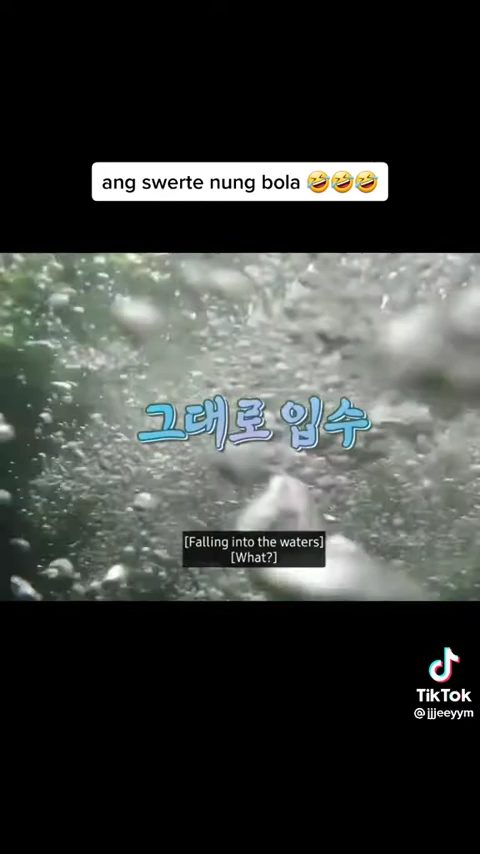 ang swerte nung bola 🤣🤣🤣
그대로 입수
[Falling into the waters]
[What?]
TikTok
@jjjeeyym